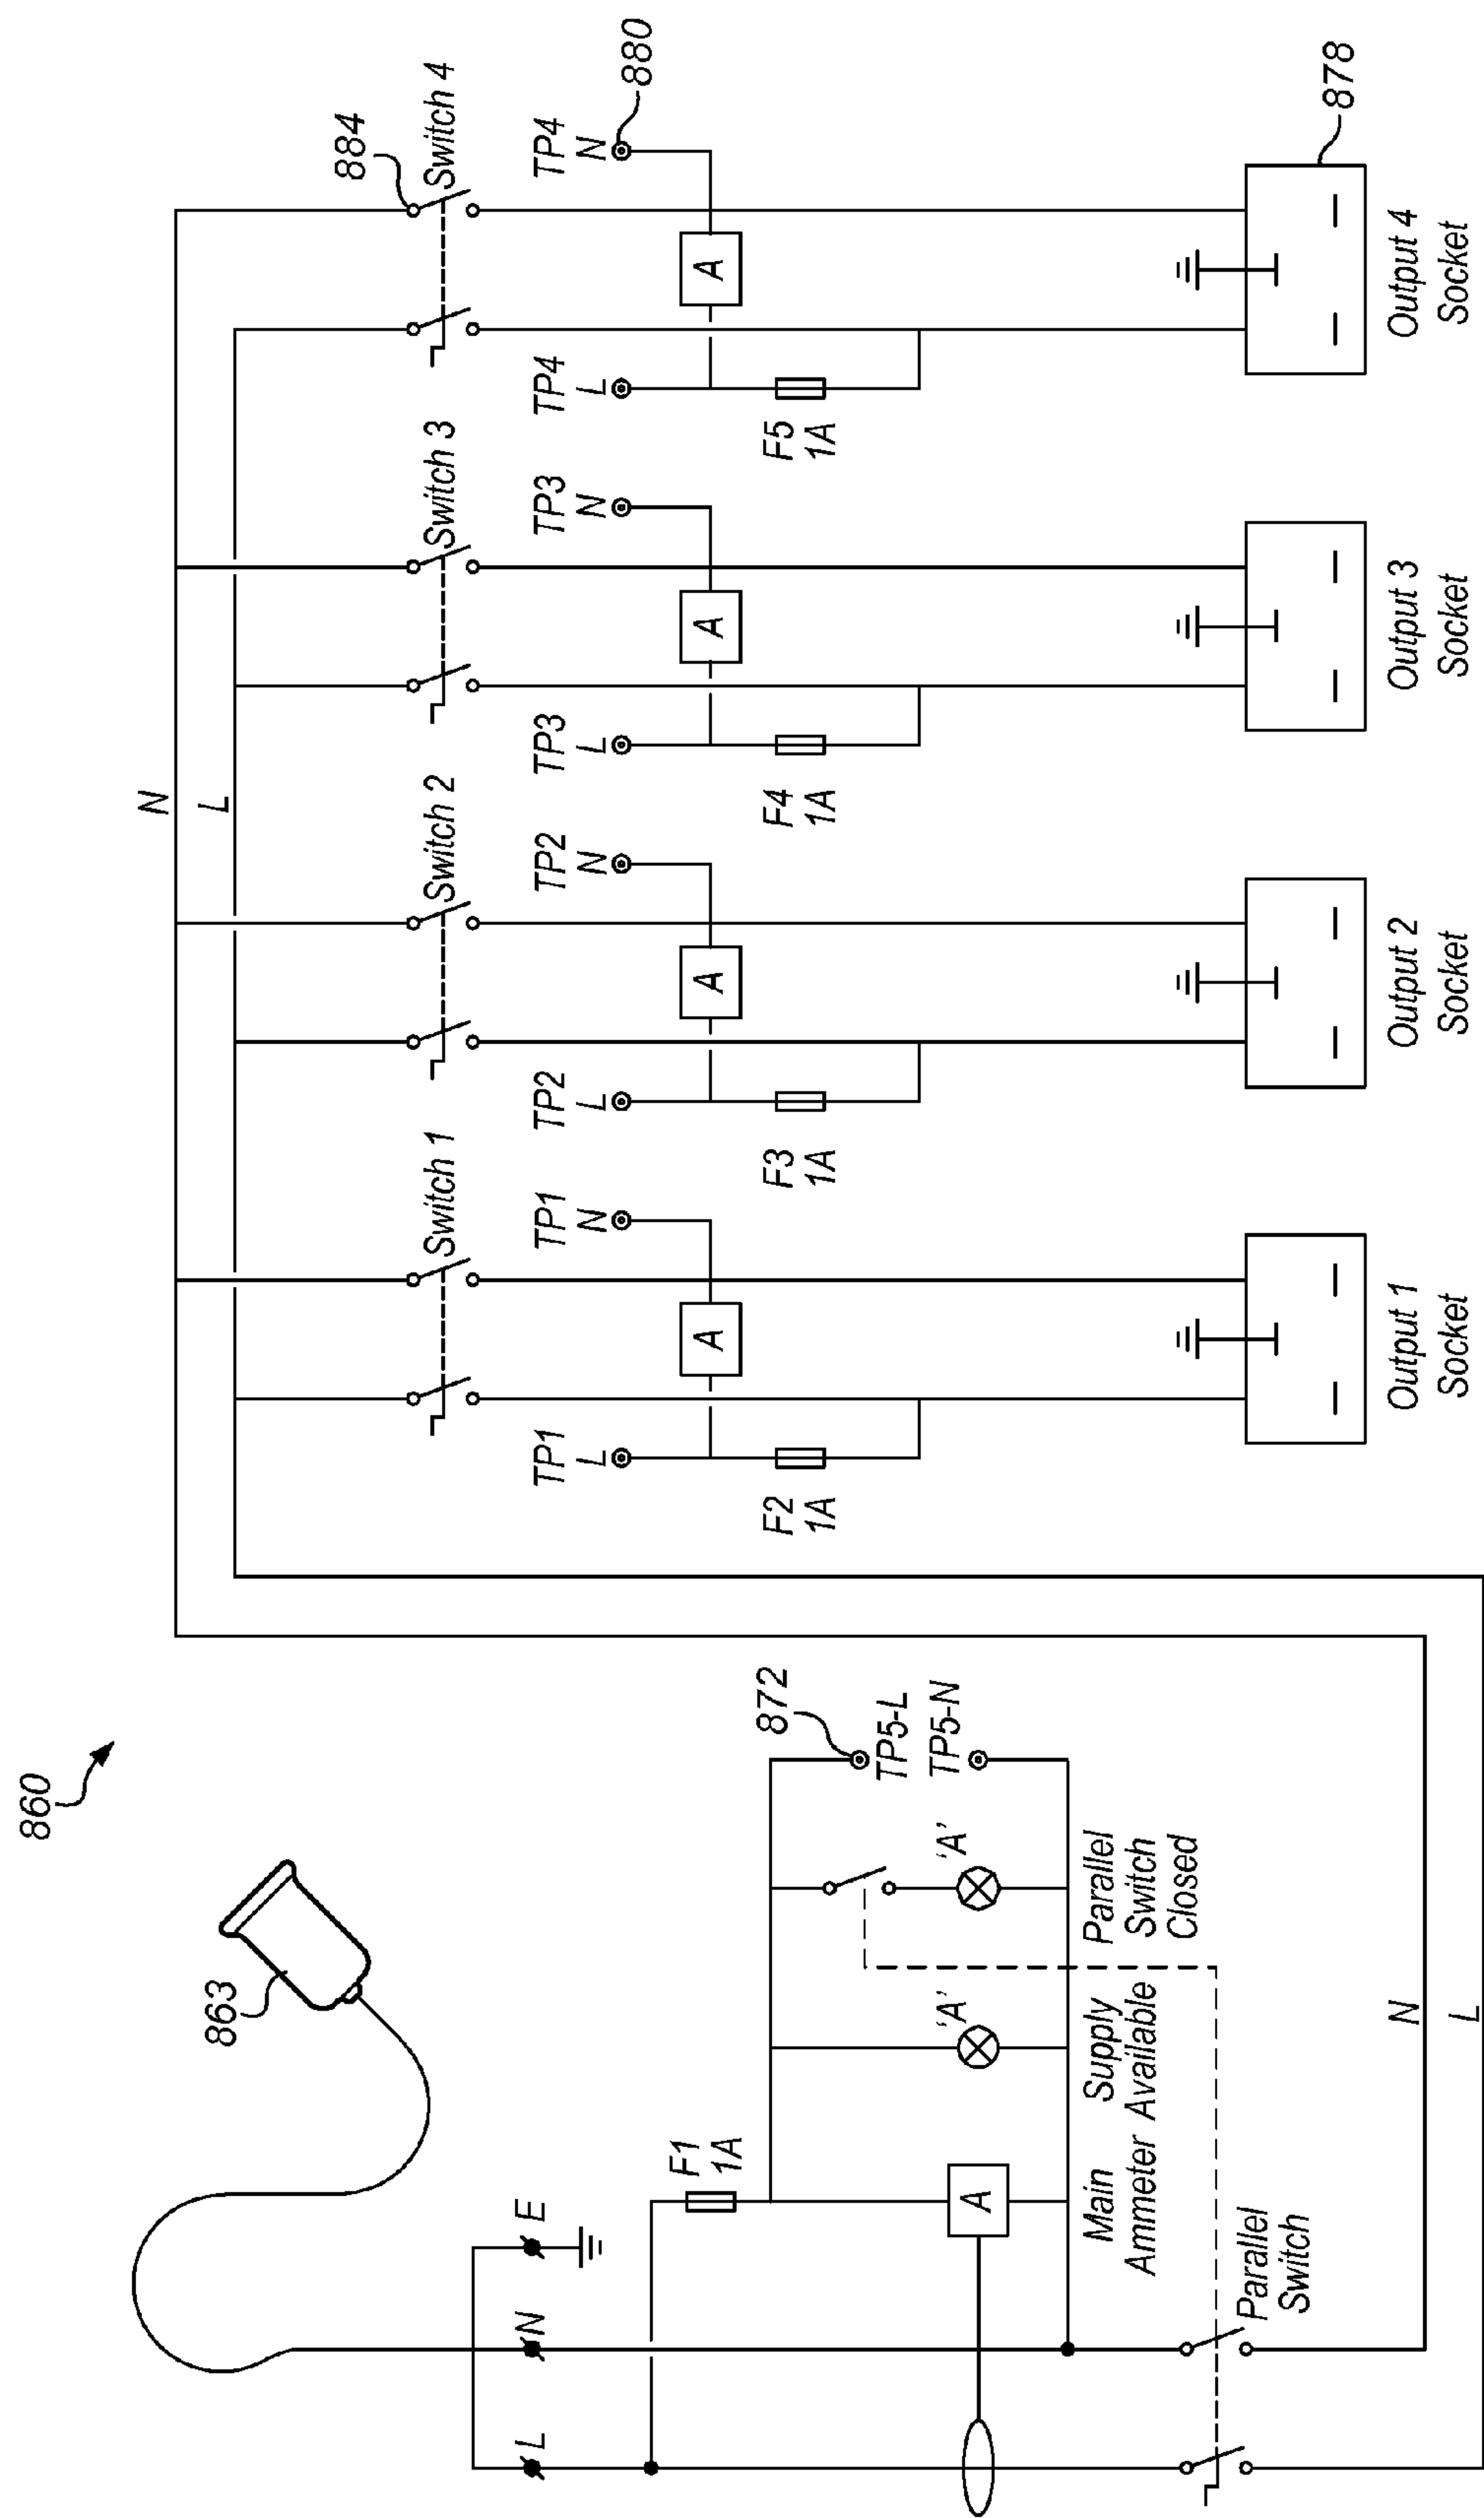 860
863
L
N
E
F1
1A
A
Main
Ammeter
Supply
Available
'A'
Parallel
Switch
Closed
'A'
872
TP5-L
TP5-N
Parallel
Switch
N
L
N
L
Switch 1
Switch 2
Switch 3
Switch 4
884
TP1
L
TP1
N
TP2
L
TP2
N
TP3
L
TP3
N
TP4
L
TP4
N
880
A
A
A
A
F2
1A
F3
1A
F4
1A
F5
1A
878
Output 1
Socket
Output 2
Socket
Output 3
Socket
Output 4
Socket